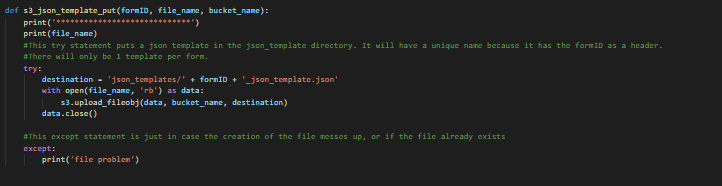 def s3_json_template_put(formID, file_name, bucket_name):
print('*****************************')
print(file_name)
#This try statement puts a json template in the json_template directory. It will have a unique name because it has the formID as a header.
#There will only be 1 template per form.
try:
destination = 'json_templates/' + formID + '_json_template.json'
with open(file_name, 'rb') as data:
s3.upload_fileobj(data, bucket_name, destination)
data.close()
#This except statement is just in case the creation of the file messes up, or if the file already exists
except:
print('file problem')